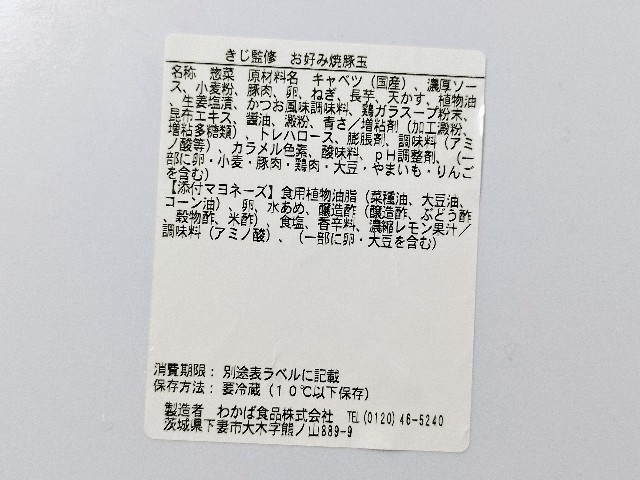 きじ監修 お好み焼豚玉
名称 惣菜 原材料名 キャベツ（国産）、濃厚ソー
ス、小麦粉、豚肉、卵、ねぎ、長芋、天かす、植物油
、生姜塩漬、かつお風味調味料、鶏ガラスープ粉末、
昆布エキス、醤油、澱粉、青さ／増粘剤（加工澱粉、
増粘多糖類）、トレハロース、膨脹剤、調味料（アミ
ノ酸等）、カラメル色素、酸味料、ｐＨ調整剤、（一
部に卵・小麦・豚肉・鶏肉・大豆・やまいも・りんご
を含む）
【添付マヨネーズ】食用植物油脂（菜種油、大豆油、
コーン油）、卵、水あめ、醸造酢（醸造酢、ぶどう酢
、穀物酢、米酢）、食塩、香辛料、濃縮レモン果汁／
調味料（アミノ酸）、（一部に卵・大豆を含む）
消費期限：別途表ラベルに記載
保存方法：要冷蔵（１０℃以下保存）
製造者 わかば食品株式会社 TEL(0120)46-5240
茨城県下妻市大木字熊ノ山889-9